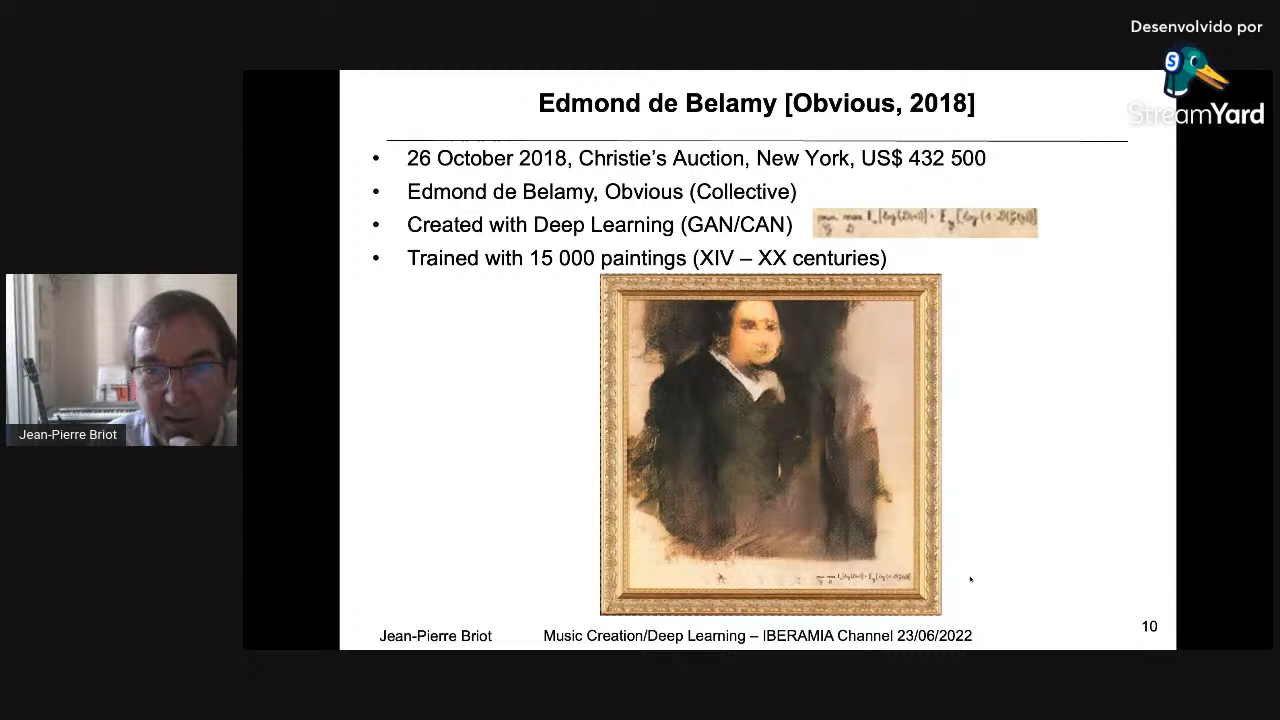 Desenvolvido por
StreamYard
Edmond de Belamy [Obvious, 2018]
• 26 October 2018, Christie's Auction, New York, US$ 432 500
• Edmond de Belamy, Obvious (Collective)
• Created with Deep Learning (GAN/CAN)
• Trained with 15 000 paintings (XIV – XX centuries)
Jean-Pierre Briot
Jean-Pierre Briot Music Creation/Deep Learning – IBERAMIA Channel 23/06/2022 10